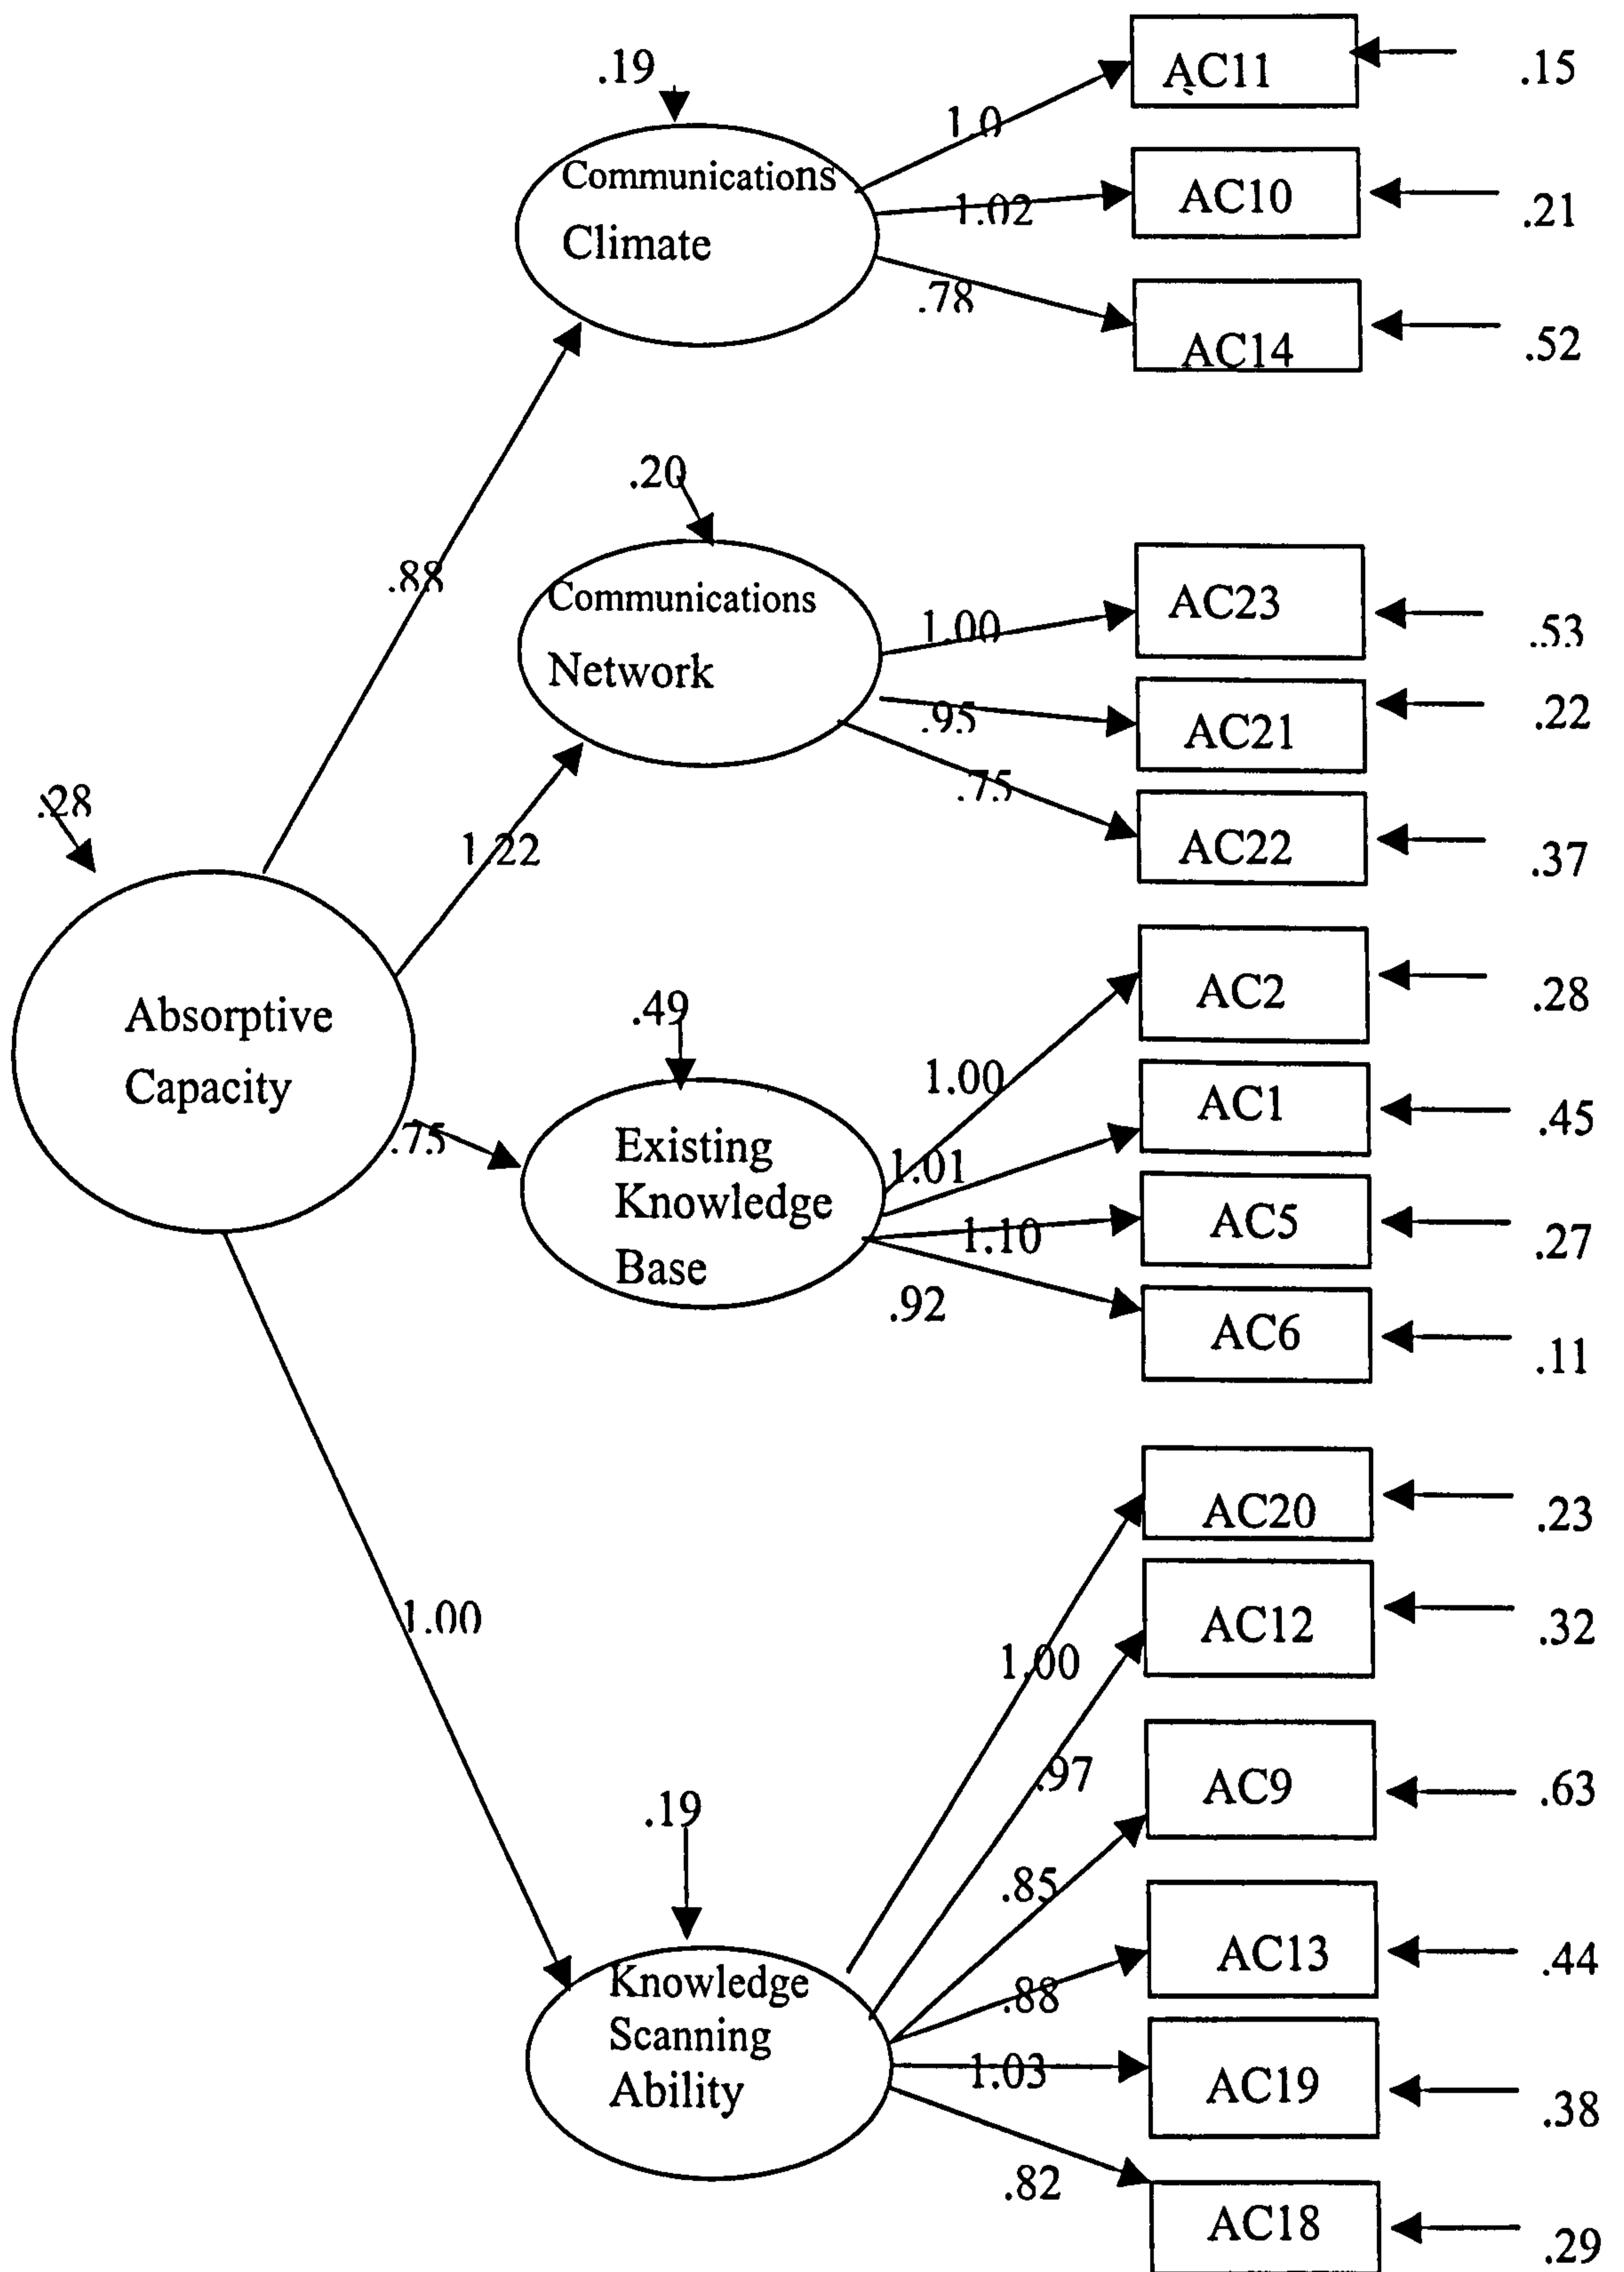 .19
Communications
Climate
1.0
1.02
.78
AC11
.15
AC10
.21
AC14
.52
.88
.20
Communications
Network
1.00
.95
.75
AC23
.53
AC21
.22
AC22
.37
.28
Absorptive
Capacity
1.22
.75
1.00
.49
Existing
Knowledge
Base
1.00
1.01
1.10
.92
AC2
.28
AC1
.45
AC5
.27
AC6
.11
.19
Knowledge
Scanning
Ability
1.00
.97
.85
.88
1.03
.82
AC20
.23
AC12
.32
AC9
.63
AC13
.44
AC19
.38
AC18
.29